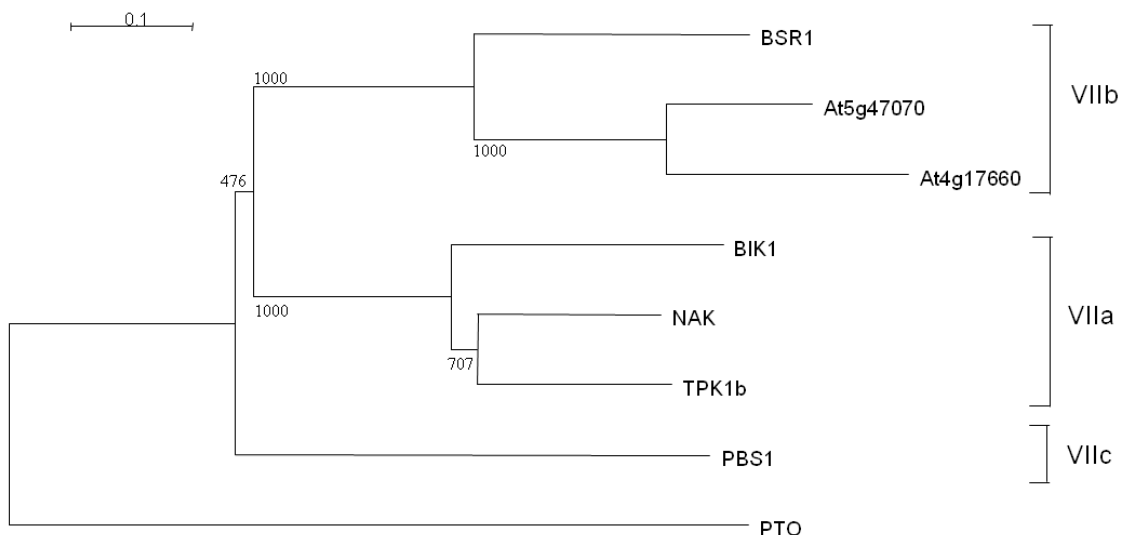 0.1
BSR1
1000
VIIb
At5g47070
1000
At4g17660
476
BIK1
1000
NAK
VIIa
707
TPK1b
PBS1
VIIc
PTO